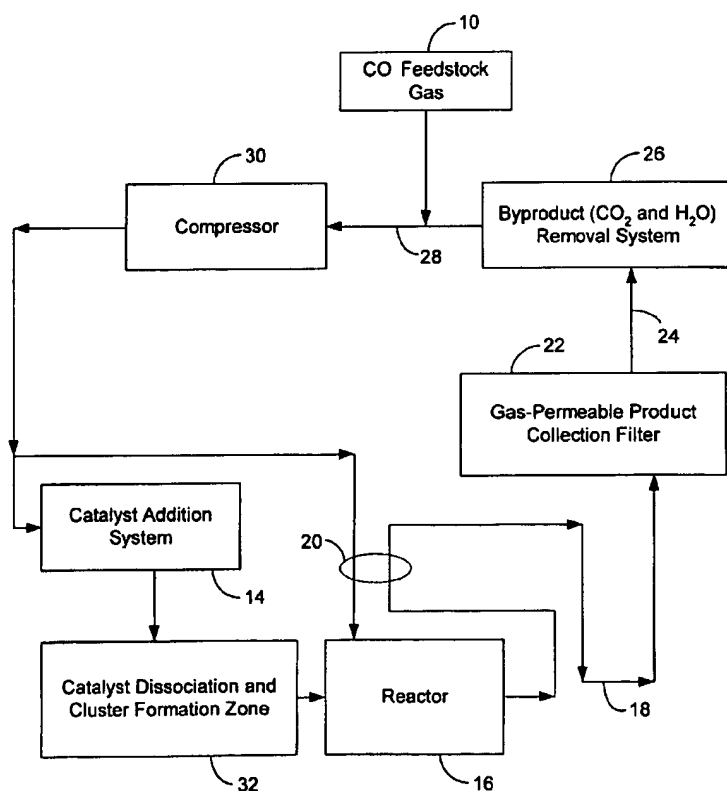 10
CO Feedstock
Gas
30
26
Compressor
Byproduct (CO₂ and H₂O)
Removal System
28
24
22
Gas-Permeable Product
Collection Filter
Catalyst Addition
System
20
14
18
Catalyst Dissociation and
Cluster Formation Zone
Reactor
32
16